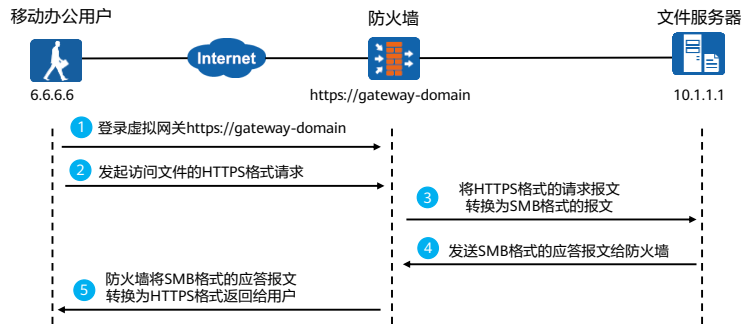 移动办公用户
防火墙
文件服务器
Internet
6.6.6.6
https://gateway-domain
10.1.1.1
1 登录虚拟网关https://gateway-domain
2 发起访问文件的HTTPS格式请求
3 将HTTPS格式的请求报文
转换为SMB格式的报文
4 发送SMB格式的应答报文给防火墙
5 防火墙将SMB格式的应答报文
转换为HTTPS格式返回给用户